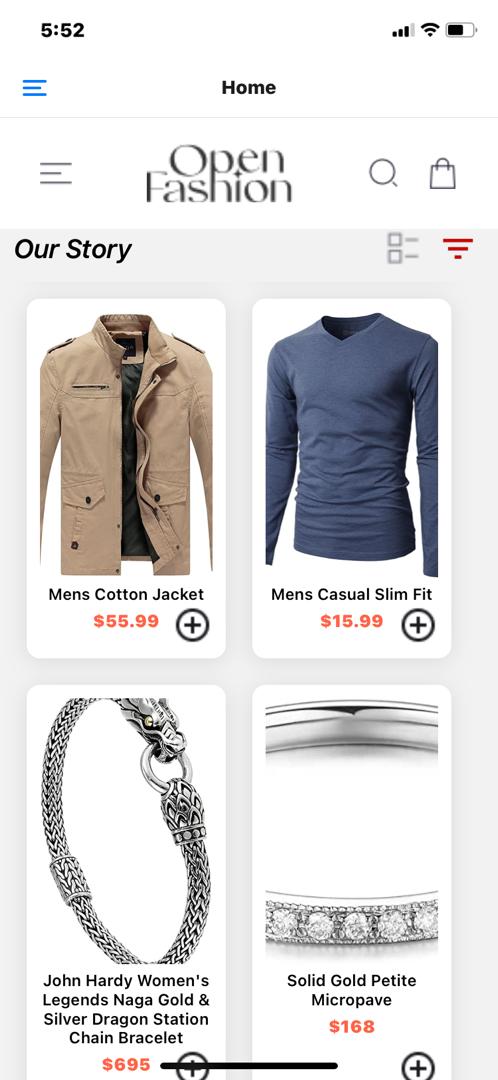 5:52
Home
Open
Fashion
Our Story
Mens Cotton Jacket
$55.99
Mens Casual Slim Fit
$15.99
John Hardy Women's
Legends Naga Gold &
Silver Dragon Station
Chain Bracelet
$695
Solid Gold Petite
Micropave
$168